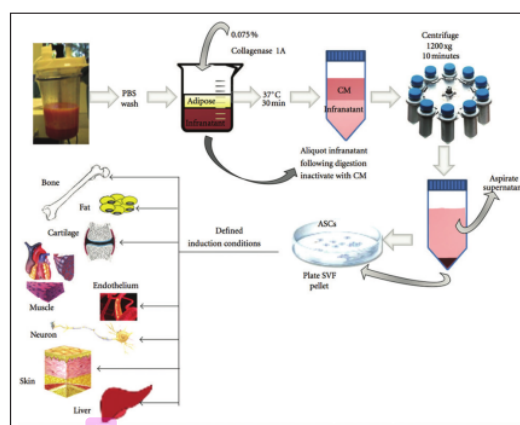 0.075%
Collagenase 1A
PBS
wash
Adipose
Infranatant
37°C
30 min
CM
Infranatant
Aliquot infranatant
following digestion
inactivate with CM
Centrifuge
1200 xg
10 minutes
Aspirate
supernatant
ASCs
Plate SVF
pellet
Defined
induction conditions
Bone
Fat
Cartilage
Muscle
Endothelium
Neuron
Skin
Liver